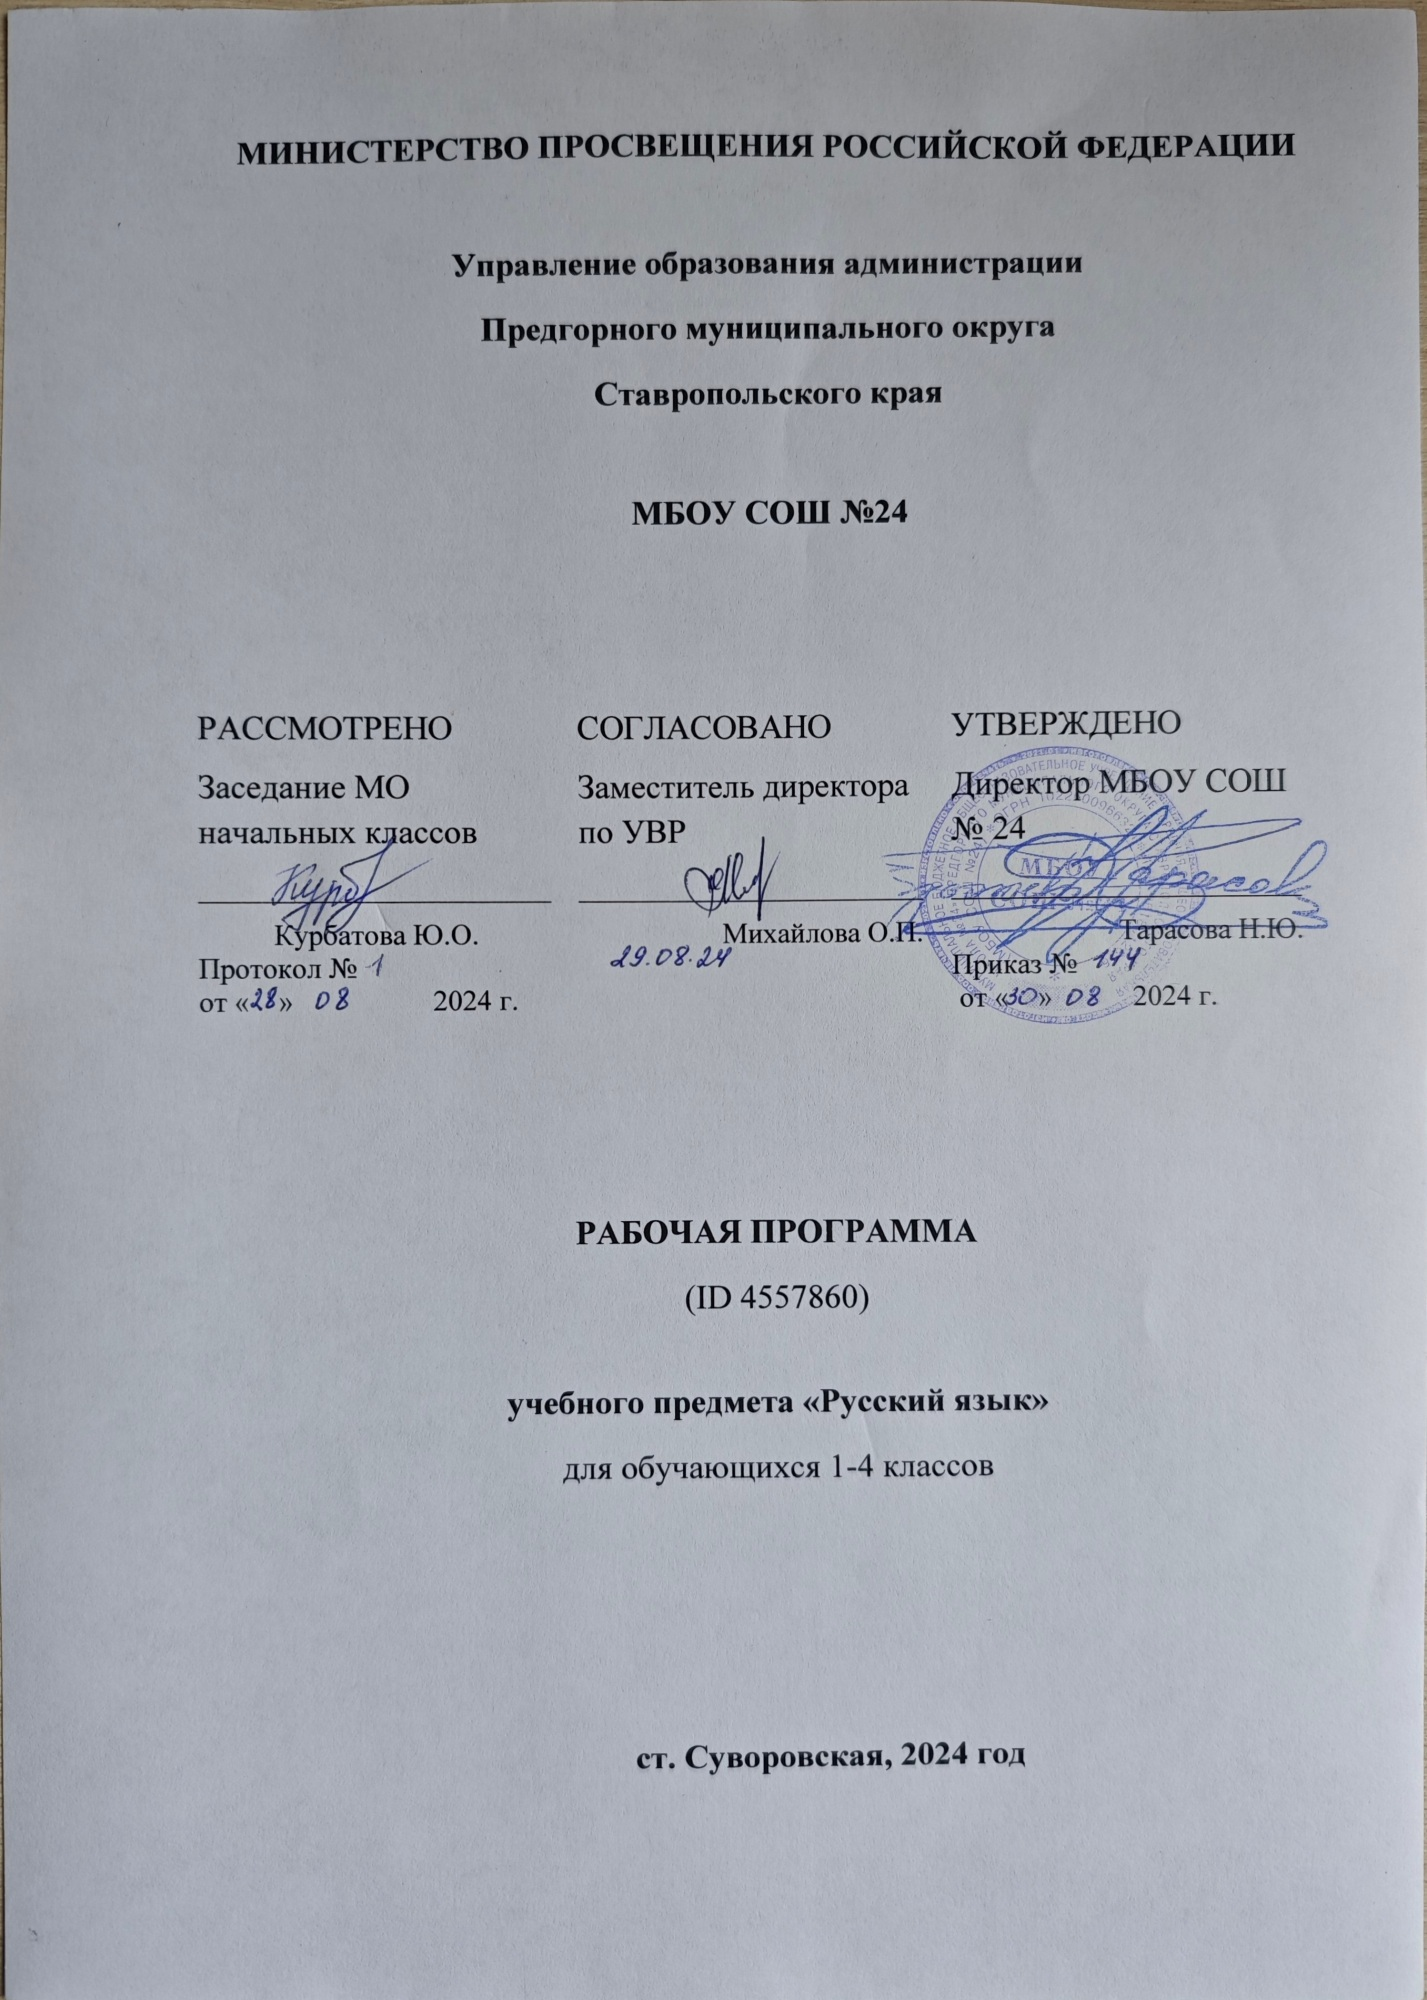 МИНИСТЕРСТВО ПРОСВЕЩЕНИЯ РОССИЙСКОЙ ФЕДЕРАЦИИ
Управление образования администрации
Предгорного муниципального округа
Ставропольского края
МБОУ СОШ №24
РАССМОТРЕНО
Заседание МО
начальных классов
Курб
Курбатова Ю.О.
Протокол № 1
от «28» 08 2024 г.
СОГЛАСОВАНО
Заместитель директора
по УВР
Михайлова О.П.
29.08.24
УТВЕРЖДЕНО
Директор МБОУ СОШ
№ 24
МБОУ
Тарасова Н.Ю.
Приказ № 144
от «30» 08 2024 г.
РАБОЧАЯ ПРОГРАММА
(ID 4557860)
учебного предмета «Русский язык»
для обучающихся 1-4 классов
ст. Суворовская, 2024 год